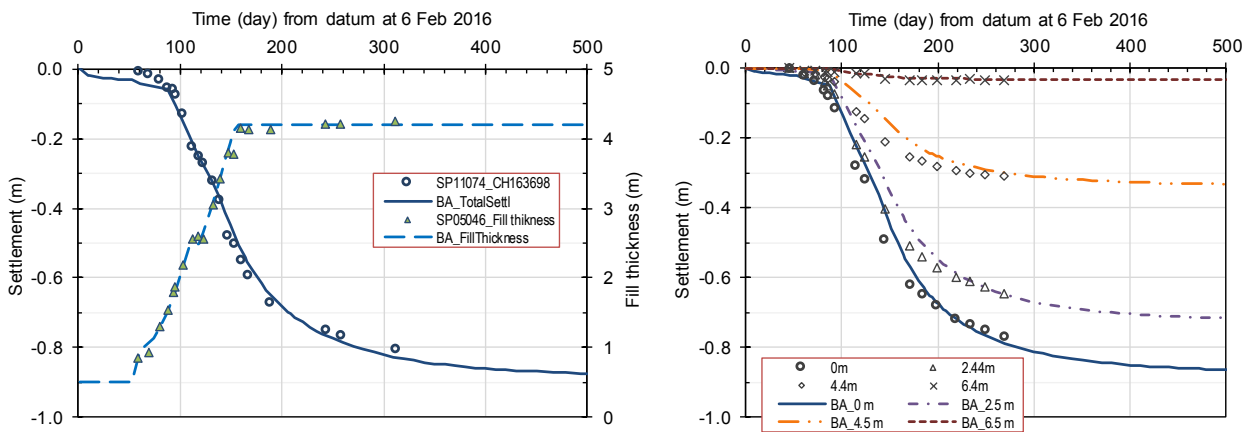 Time (day) from datum at 6 Feb 2016
0 100 200 300 400 500
0.0
-0.2
-0.4
-0.6
-0.8
-1.0
Settlement (m)
5
4
3
2
1
0
Fill thickness (m)
SP11074_CH163698
BA_TotalSettl
SP05046_Fill thikness
BA_FillThickness
Time (day) from datum at 6 Feb 2016
0 100 200 300 400 500
0.0
-0.2
-0.4
-0.6
-0.8
-1.0
Settlement (m)
0m 2.44m
4.4m 6.4m
BA_0 m BA_2.5 m
BA_4.5 m BA_6.5 m